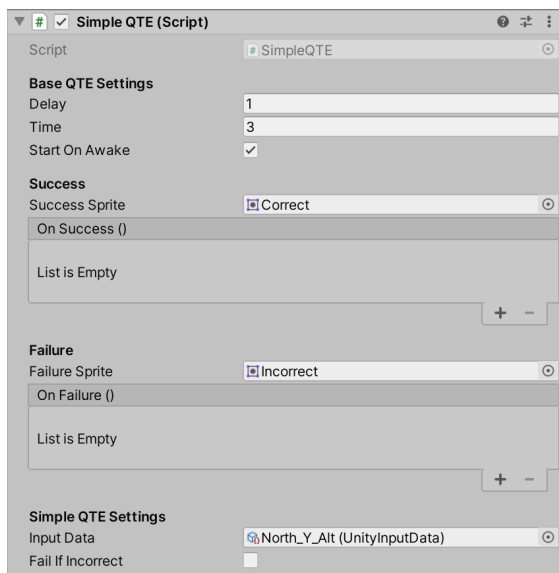 # Simple QTE (Script)
Script # SimpleQTE
Base QTE Settings
Delay 1
Time 3
Start On Awake
Success
Success Sprite Correct
On Success ()
List is Empty
+ −
Failure
Failure Sprite Incorrect
On Failure ()
List is Empty
+ −
Simple QTE Settings
Input Data North_Y_Alt (UnityInputData)
Fail If Incorrect